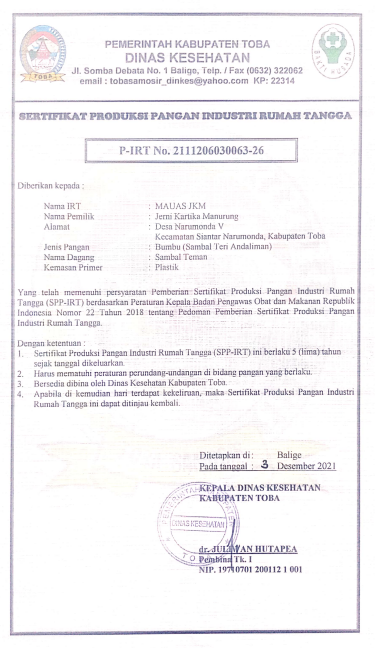 PEMERINTAH KABUPATEN TOBA
DINAS KESEHATAN
Jl. Somba Debata No. 1 Balige, Telp. / Fax (0632) 322062
email : tobasamosir_dinkes@yahoo.com KP: 22314
TOBA
BAKTI HUSADA
SERTIFIKAT PRODUKSI PANGAN INDUSTRI RUMAH TANGGA
P-IRT No. 2111206030063-26
Diberikan kepada :
Nama IRT : MAUAS JKM
Nama Pemilik : Jerni Kartika Manurung
Alamat : Desa Narumonda V
Kecamatan Siantar Narumonda, Kabupaten Toba
Jenis Pangan : Bumbu (Sambal Teri Andaliman)
Nama Dagang : Sambal Teman
Kemasan Primer : Plastik
Yang telah memenuhi persyaratan Pemberian Sertifikat Produksi Pangan Industri Rumah
Tangga (SPP-IRT) berdasarkan Peraturan Kepala Badan Pengawas Obat dan Makanan Republik
Indonesia Nomor 22 Tahun 2018 tentang Pedoman Pemberian Sertifikat Produksi Pangan
Industri Rumah Tangga.
Dengan ketentuan :
1. Sertifikat Produksi Pangan Industri Rumah Tangga (SPP-IRT) ini berlaku 5 (lima) tahun
sejak tanggal dikeluarkan.
2. Harus mematuhi peraturan perundang-undangan di bidang pangan yang berlaku.
3. Bersedia dibina oleh Dinas Kesehatan Kabupaten Toba.
4. Apabila di kemudian hari terdapat kekeliruan, maka Sertifikat Produksi Pangan Industri
Rumah Tangga ini dapat ditinjau kembali.
Ditetapkan di : Balige
Pada tanggal : 3 Desember 2021
KEPALA DINAS KESEHATAN
KABUPATEN TOBA
DINAS KESEHATAN
dr. JULIWAN HUTAPEA
Pembina Tk. I
NIP. 19710701 200112 1 001